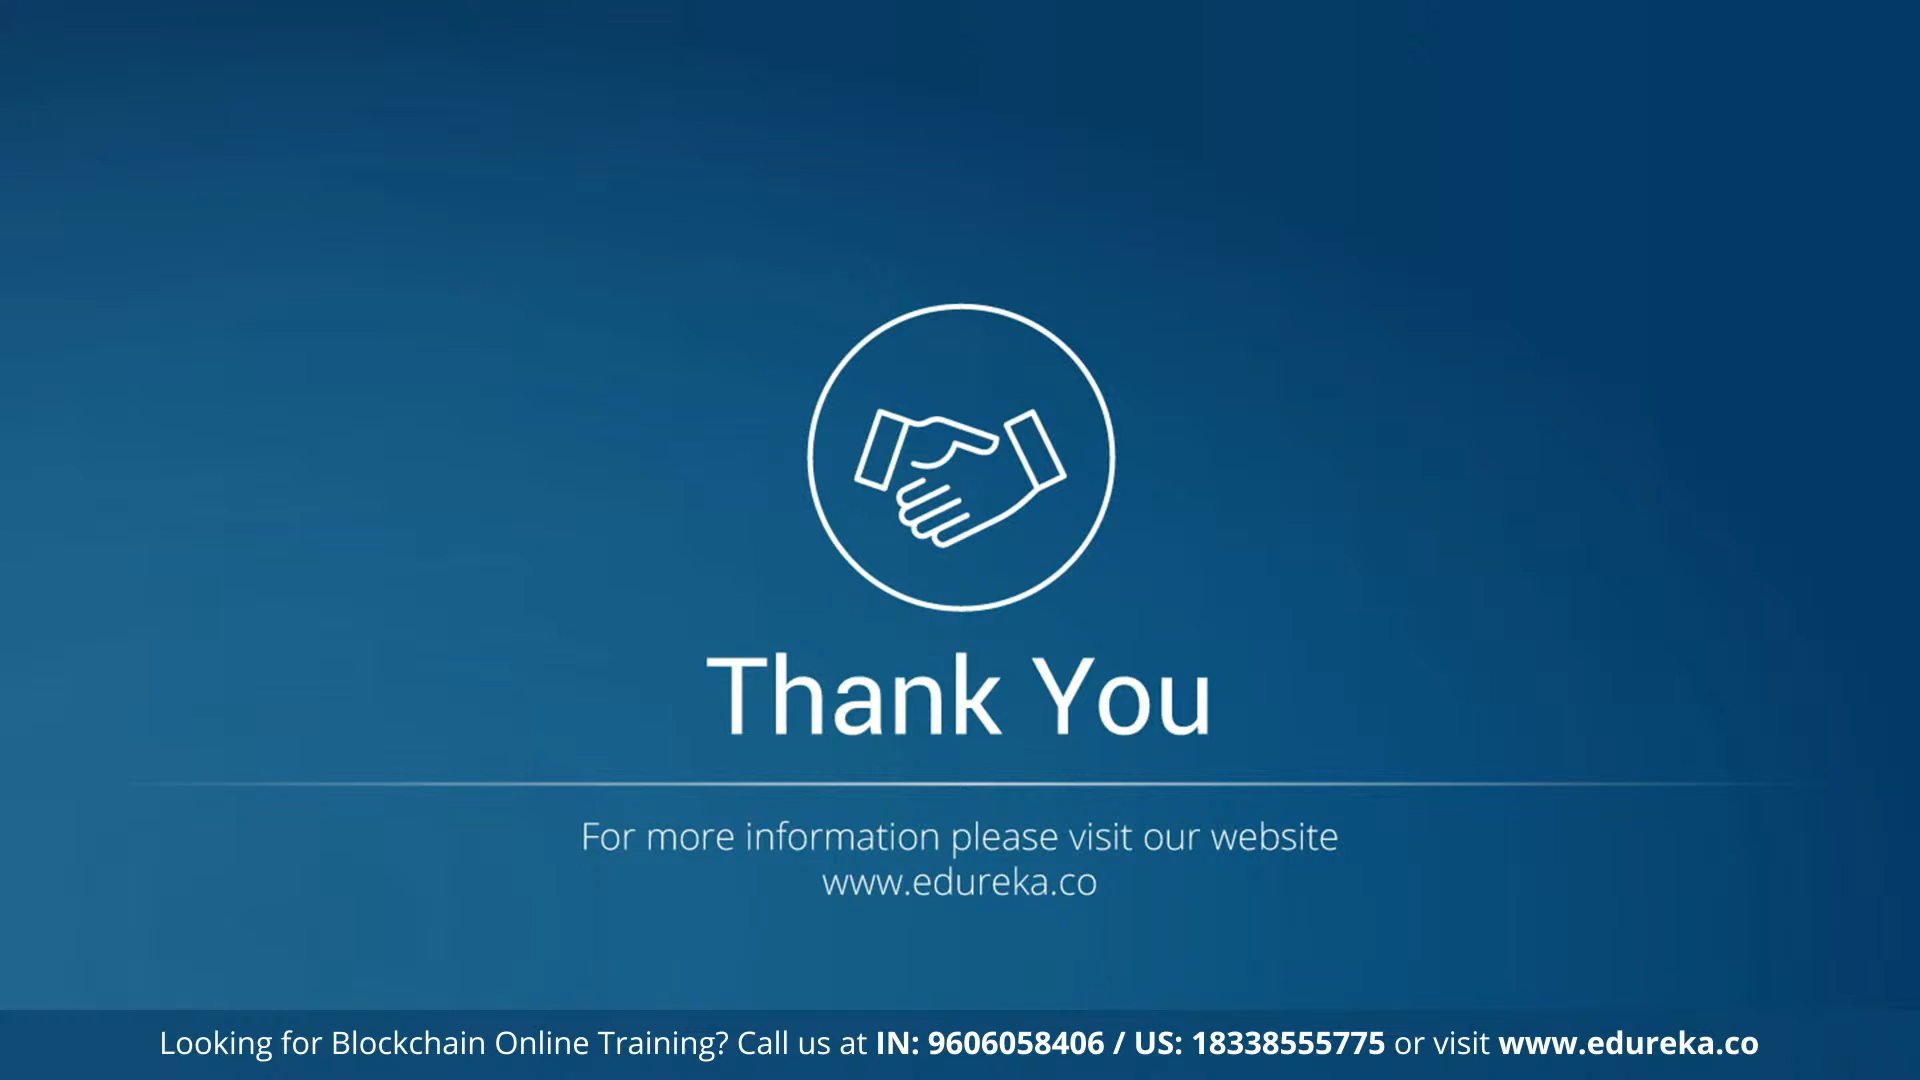 Thank You
For more information please visit our website
www.edureka.co
Looking for Blockchain Online Training? Call us at IN: 9606058406 / US: 18338555775 or visit www.edureka.co